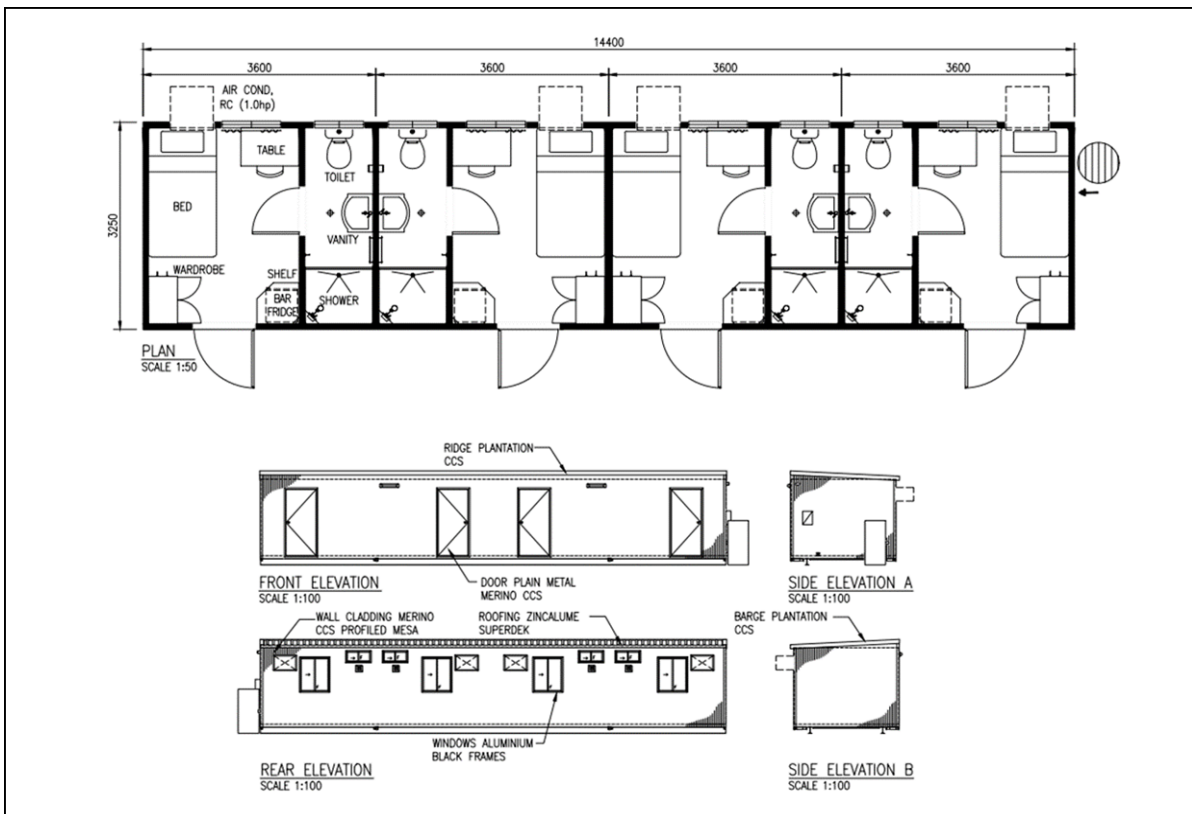 14400
3600
3600
3600
3600
AIR COND,
RC (1.0hp)
3250
TABLE
TOILET
BED
VANITY
WARDROBE
SHELF
BAR
FRIDGE
SHOWER
PLAN
SCALE 1:50
RIDGE PLANTATION
CCS
FRONT ELEVATION
SCALE 1:100
DOOR PLAIN METAL
MERINO CCS
SIDE ELEVATION A
SCALE 1:100
WALL CLADDING MERINO
CCS PROFILED MESA
ROOFING ZINCALUME
SUPERDEK
BARGE PLANTATION
CCS
WINDOWS ALUMINIUM
BLACK FRAMES
REAR ELEVATION
SCALE 1:100
SIDE ELEVATION B
SCALE 1:100